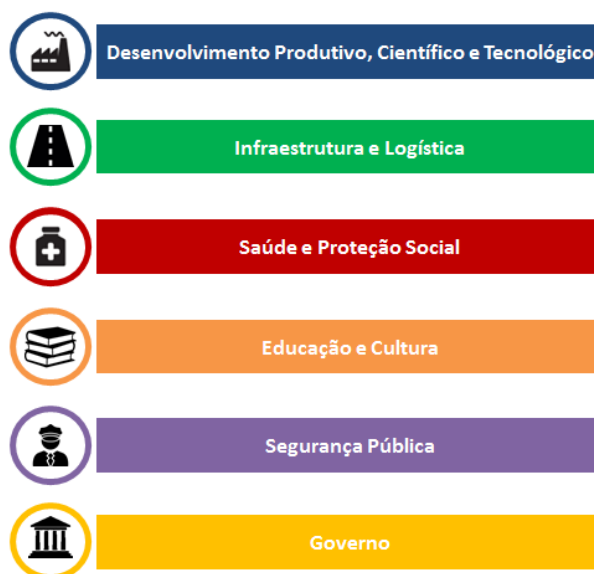 Desenvolvimento Produtivo, Científico e Tecnológico
Infraestrutura e Logística
Saúde e Proteção Social
Educação e Cultura
Segurança Pública
Governo